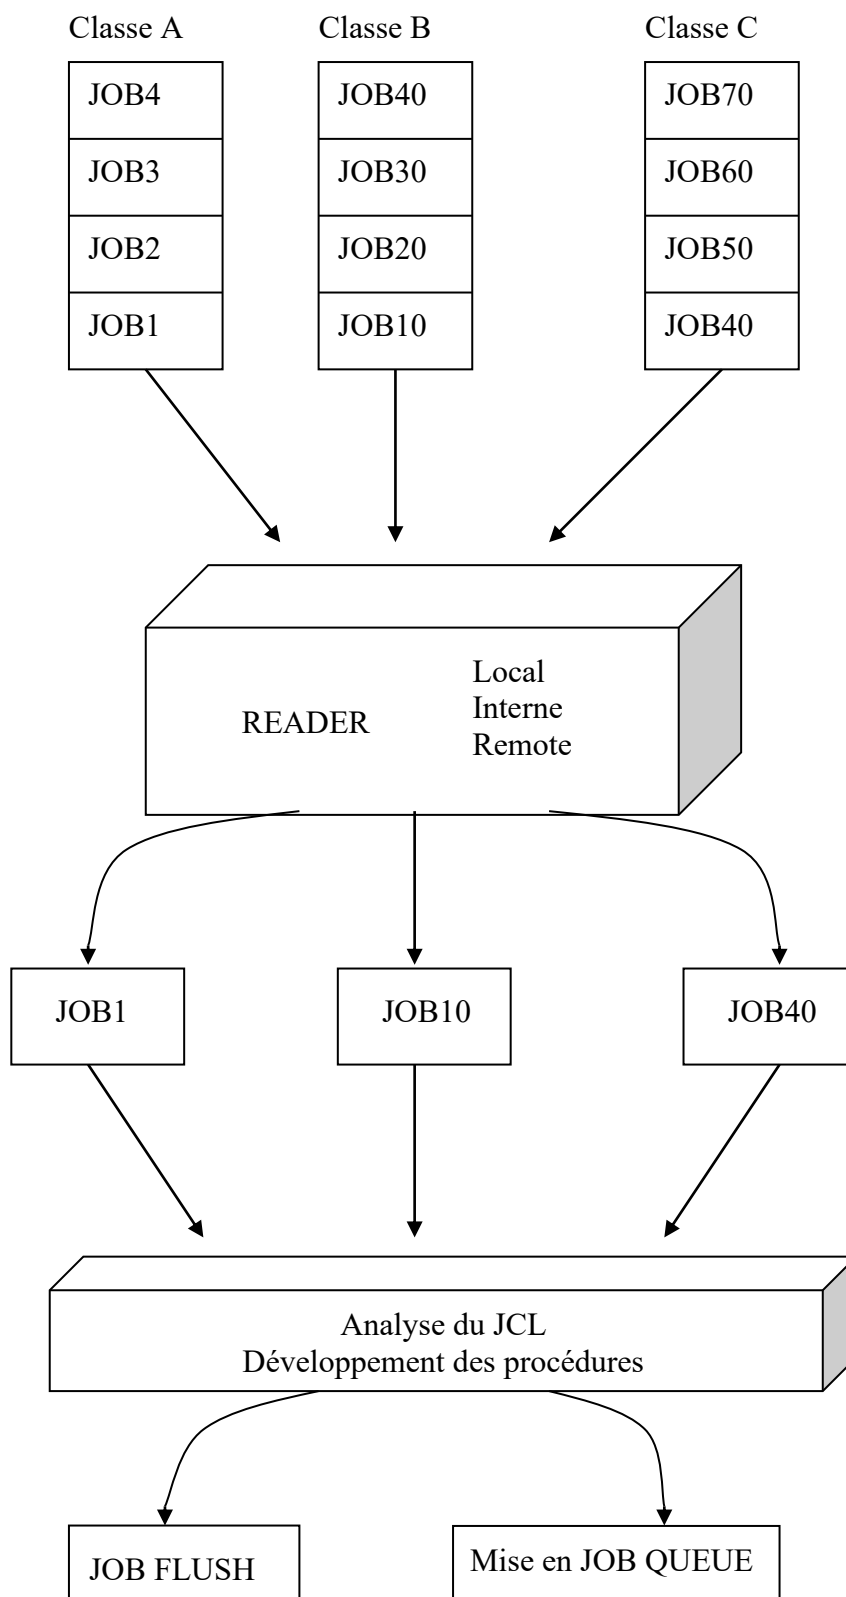 Classe A
Classe B
Classe C
JOB4
JOB40
JOB70
JOB3
JOB30
JOB60
JOB2
JOB20
JOB50
JOB1
JOB10
JOB40
READER
Local
Interne
Remote
JOB1
JOB10
JOB40
Analyse du JCL
Développement des procédures
JOB FLUSH
Mise en JOB QUEUE